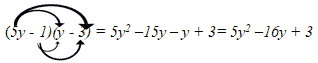 (5y - 1)(y - 3) = 5y² –15y – y + 3= 5y² –16y + 3